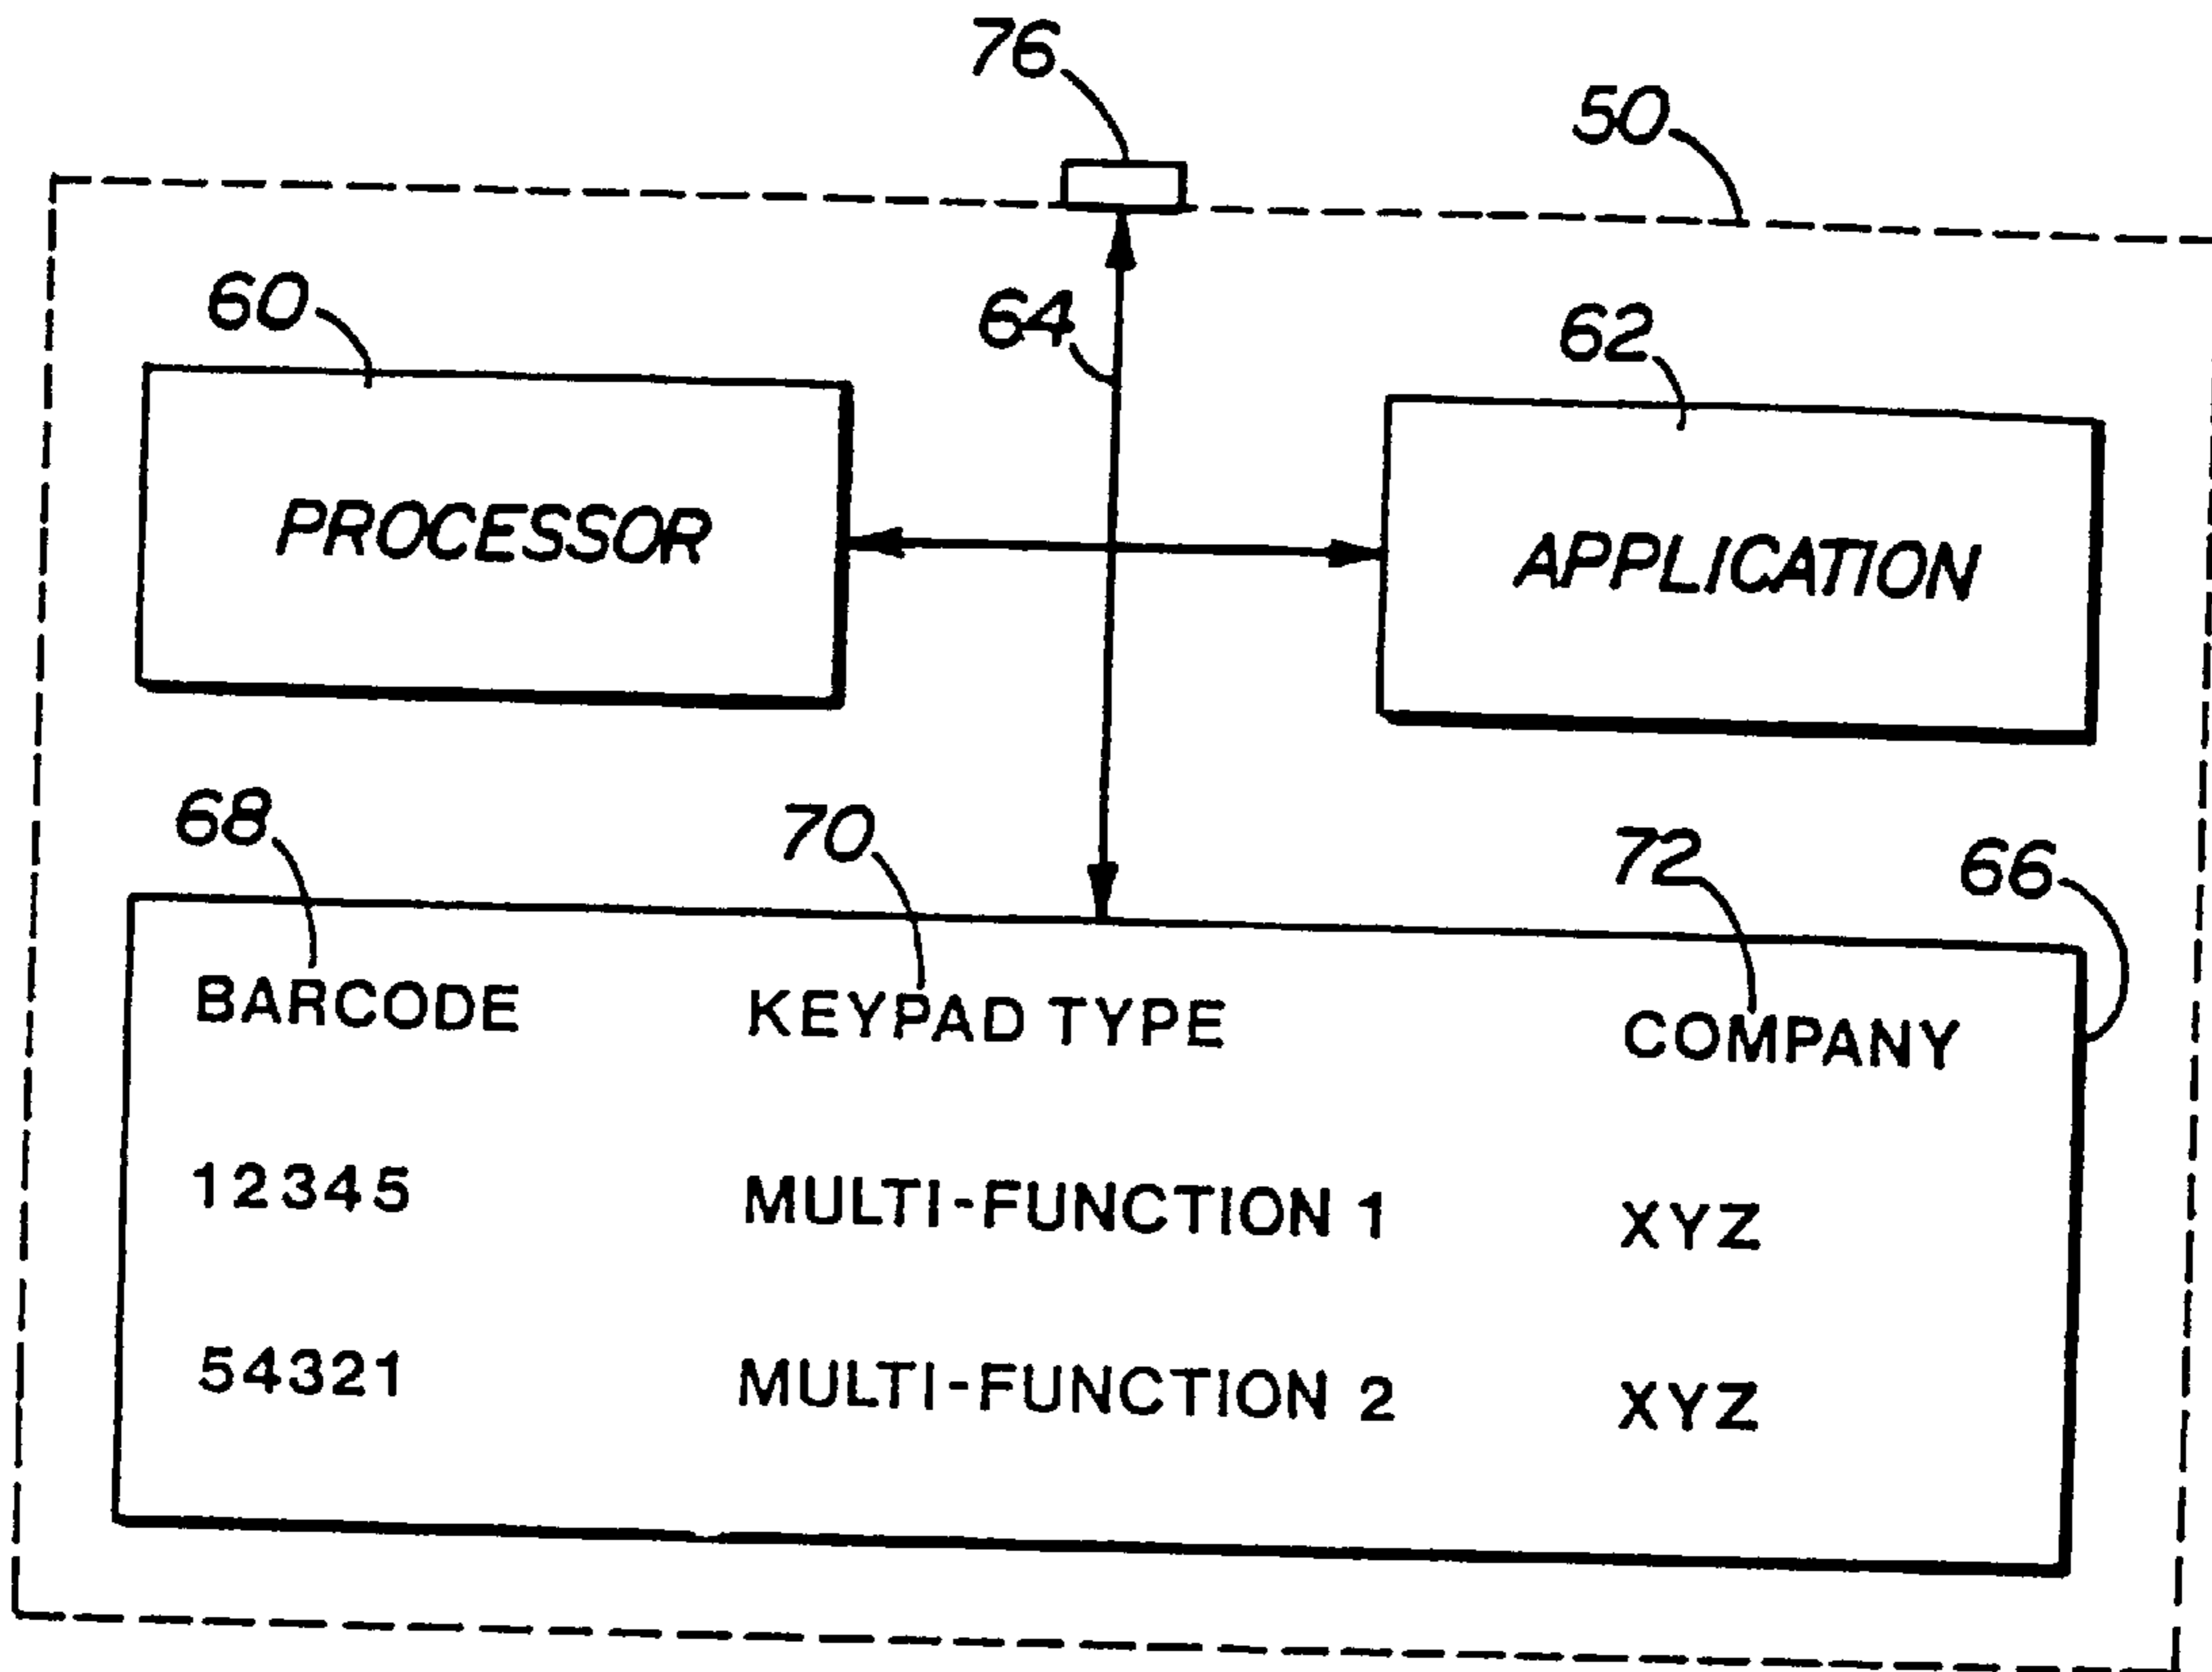 76
50
60
64
62
PROCESSOR
APPLICATION
68
70
72
66
BARCODE KEYPAD TYPE COMPANY
12345 MULTI-FUNCTION 1 XYZ
54321 MULTI-FUNCTION 2 XYZ